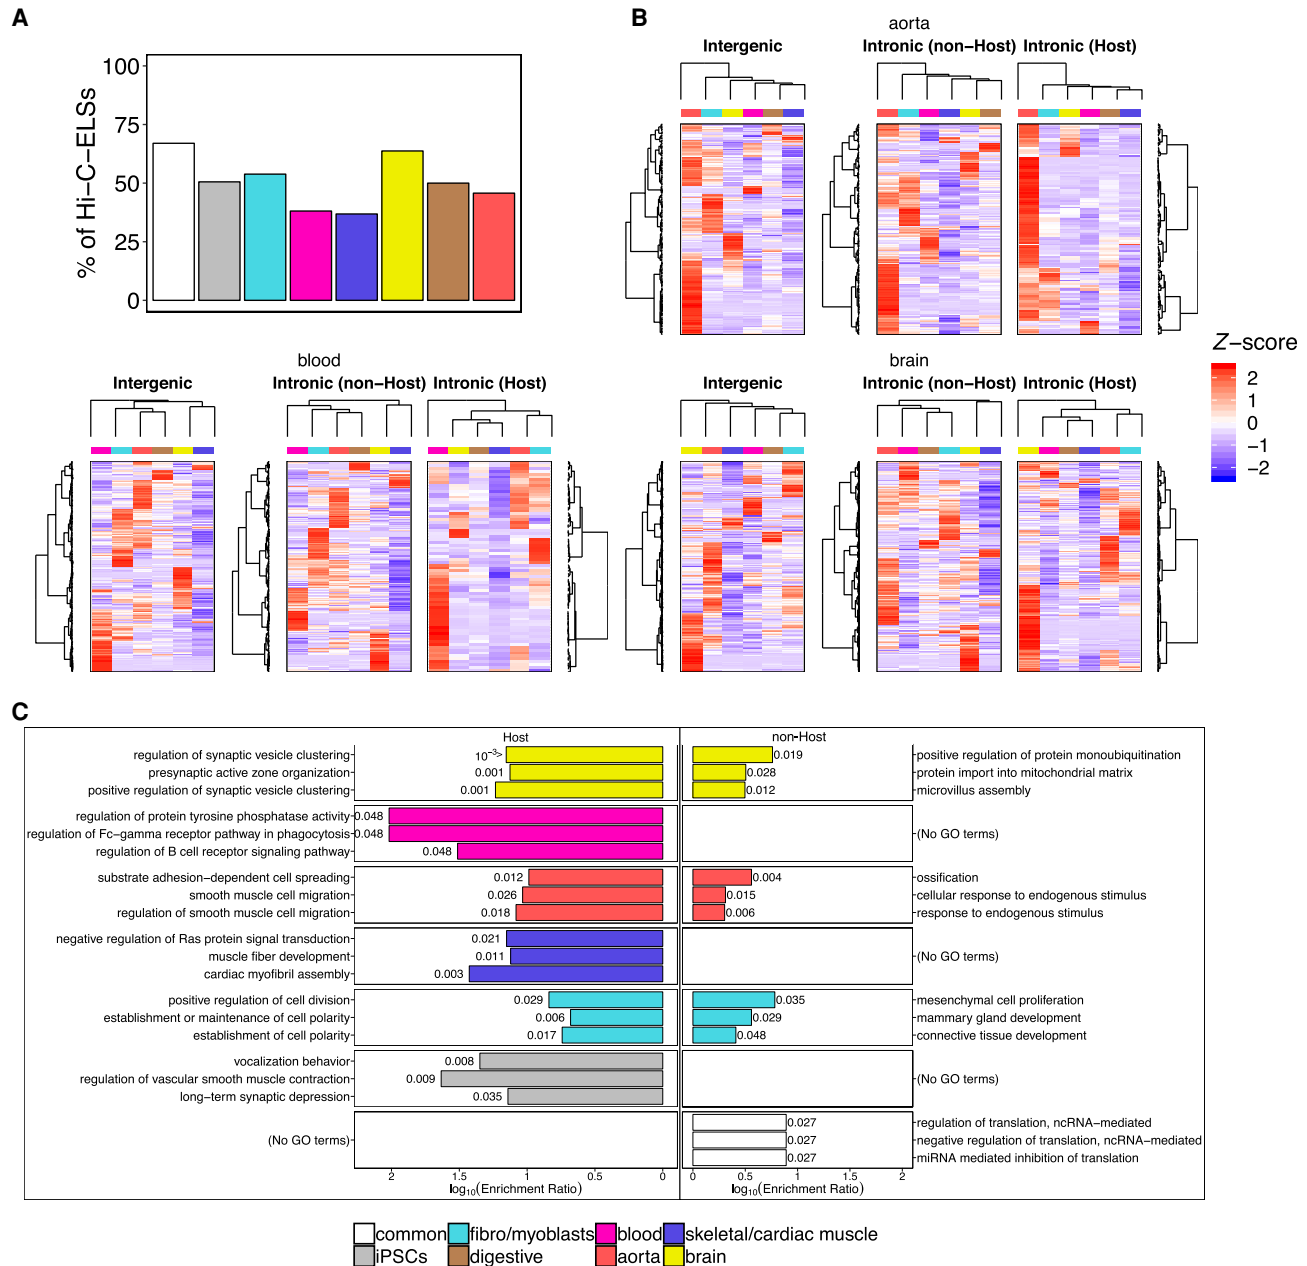 A
% of Hi−C−ELSs
100
75
50
25
0
B
aorta
Intergenic
Intronic (non−Host)
Intronic (Host)
Z−score
2
1
0
−1
−2
blood
Intergenic
Intronic (non−Host)
Intronic (Host)
brain
Intergenic
Intronic (non−Host)
Intronic (Host)
C
Host
non-Host
regulation of synaptic vesicle clustering
10⁻³>
0.019
positive regulation of protein monoubiquitination
presynaptic active zone organization
0.001
0.028
protein import into mitochondrial matrix
positive regulation of synaptic vesicle clustering
0.001
0.012
microvillus assembly
regulation of protein tyrosine phosphatase activity
0.048
regulation of Fc−gamma receptor pathway in phagocytosis
0.048
(No GO terms)
regulation of B cell receptor signaling pathway
0.048
substrate adhesion−dependent cell spreading
0.012
0.004
ossification
smooth muscle cell migration
0.026
0.015
cellular response to endogenous stimulus
regulation of smooth muscle cell migration
0.018
0.006
response to endogenous stimulus
negative regulation of Ras protein signal transduction
0.021
muscle fiber development
0.011
(No GO terms)
cardiac myofibril assembly
0.003
positive regulation of cell division
0.029
0.035
mesenchymal cell proliferation
establishment or maintenance of cell polarity
0.006
0.029
mammary gland development
establishment of cell polarity
0.017
0.048
connective tissue development
vocalization behavior
0.008
regulation of vascular smooth muscle contraction
0.009
(No GO terms)
long−term synaptic depression
0.035
(No GO terms)
0.027
regulation of translation, ncRNA−mediated
0.027
negative regulation of translation, ncRNA−mediated
0.027
miRNA mediated inhibition of translation
2 1.5 1 0.5 0
0 0.5 1 1.5 2
log₁₀(Enrichment Ratio)
log₁₀(Enrichment Ratio)
common fibro/myoblasts blood skeletal/cardiac muscle
iPSCs digestive aorta brain